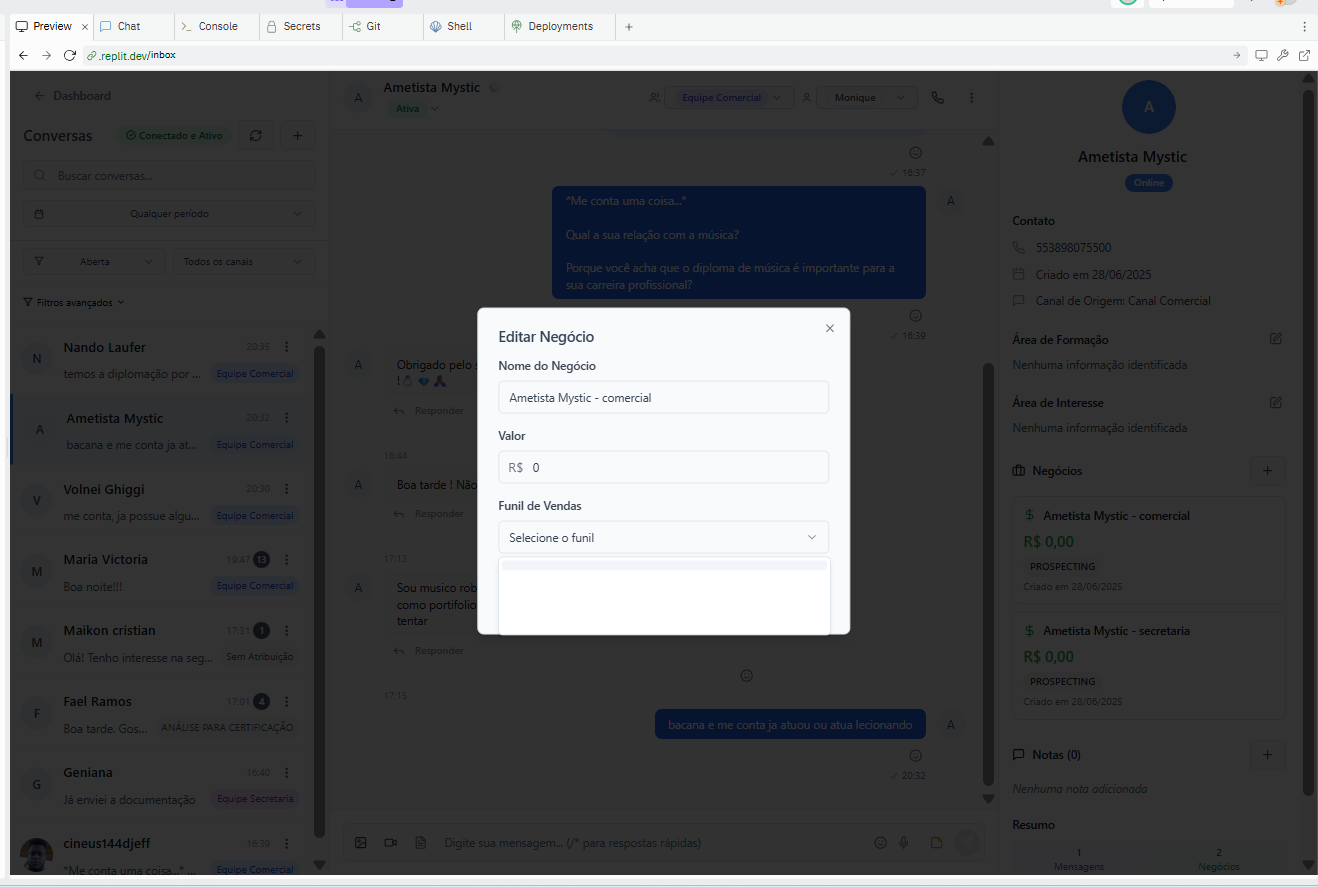 Preview
Chat
Console
Secrets
Git
Shell
Deployments
.replit.dev/inbox
Dashboard
Conversas
Conectado e Ativo
Buscar conversas...
Qualquer período
Aberta
Todos os canais
Filtros avançados
N
Nando Laufer
20:35
temos a diplomação por ...
Equipe Comercial
A
Ametista Mystic
20:32
bacana e me conta ja at...
Equipe Comercial
V
Volnei Ghiggi
20:30
me conta, ja possue algu...
Equipe Comercial
M
Maria Victoria
19:47
13
Boa noite!!!
Equipe Comercial
M
Maikon cristian
17:31
1
Olá! Tenho interesse na seg...
Sem Atribuição
F
Fael Ramos
17:01
4
Boa tarde. Gos...
ANÁLISE PARA CERTIFICAÇÃO
G
Geniana
16:40
Já enviei a documentação
Equipe Secretaria
cineus144djeff
16:39
"Me conta uma coisa..." ...
Equipe Comercial
A
Ametista Mystic
Ativa
Equipe Comercial
Monique
16:37
*Me conta uma coisa...*
Qual a sua relação com a música?
Porque você acha que o diploma de música é importante para a
sua carreira profissional?
A
16:39
A
Obrigado pelo
!
Responder
16:44
A
Boa tarde ! Não
Responder
17:13
A
Sou musico rob
como portifolio
tentar
Responder
17:15
bacana e me conta ja atuou ou atua lecionando
A
20:32
Digite sua mensagem... (/* para respostas rápidas)
Editar Negócio
Nome do Negócio
Ametista Mystic - comercial
Valor
R$ 0
Funil de Vendas
Selecione o funil
A
Ametista Mystic
Online
Contato
553898075500
Criado em 28/06/2025
Canal de Origem: Canal Comercial
Área de Formação
Nenhuma informação identificada
Área de Interesse
Nenhuma informação identificada
Negócios
Ametista Mystic - comercial
R$ 0,00
PROSPECTING
Criado em 28/06/2025
Ametista Mystic - secretaria
R$ 0,00
PROSPECTING
Criado em 28/06/2025
Notas (0)
Nenhuma nota adicionada
Resumo
1
Mensagens
2
Negócios